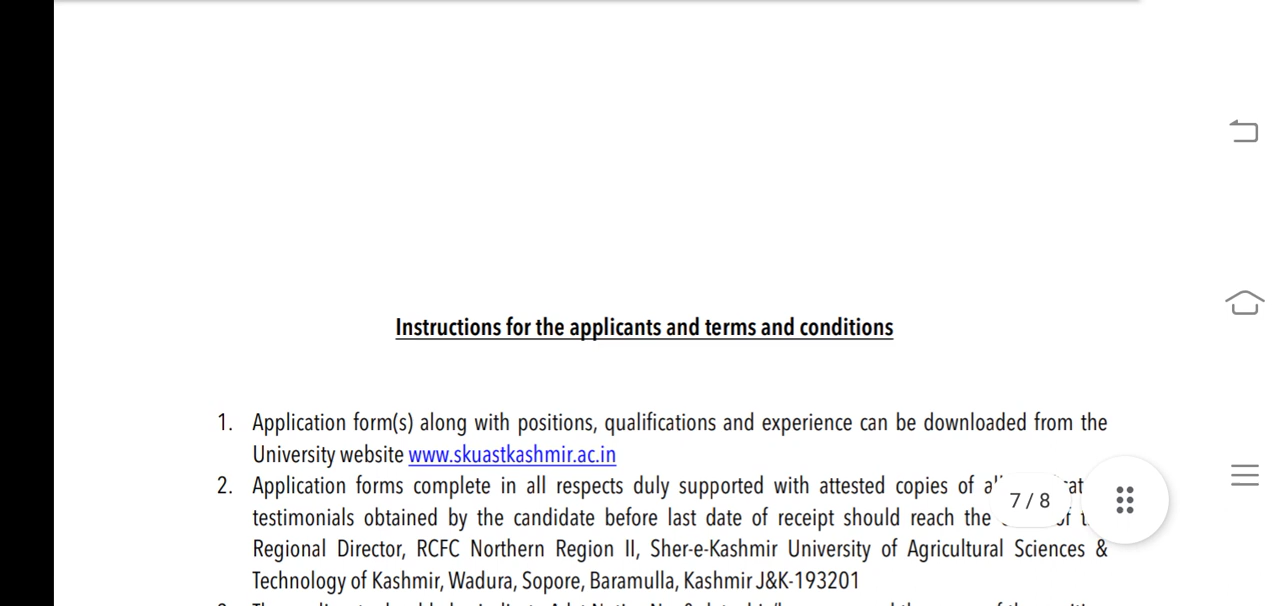 Instructions for the applicants and terms and conditions
1. Application form(s) along with positions, qualifications and experience can be downloaded from the
University website www.skuastkashmir.ac.in
2. Application forms complete in all respects duly supported with attested copies of
testimonials obtained by the candidate before last date of receipt should reach the
7 / 8
Regional Director, RCFC Northern Region II, Sher-e-Kashmir University of Agricultural Sciences &
Technology of Kashmir, Wadura, Sopore, Baramulla, Kashmir J&K-193201